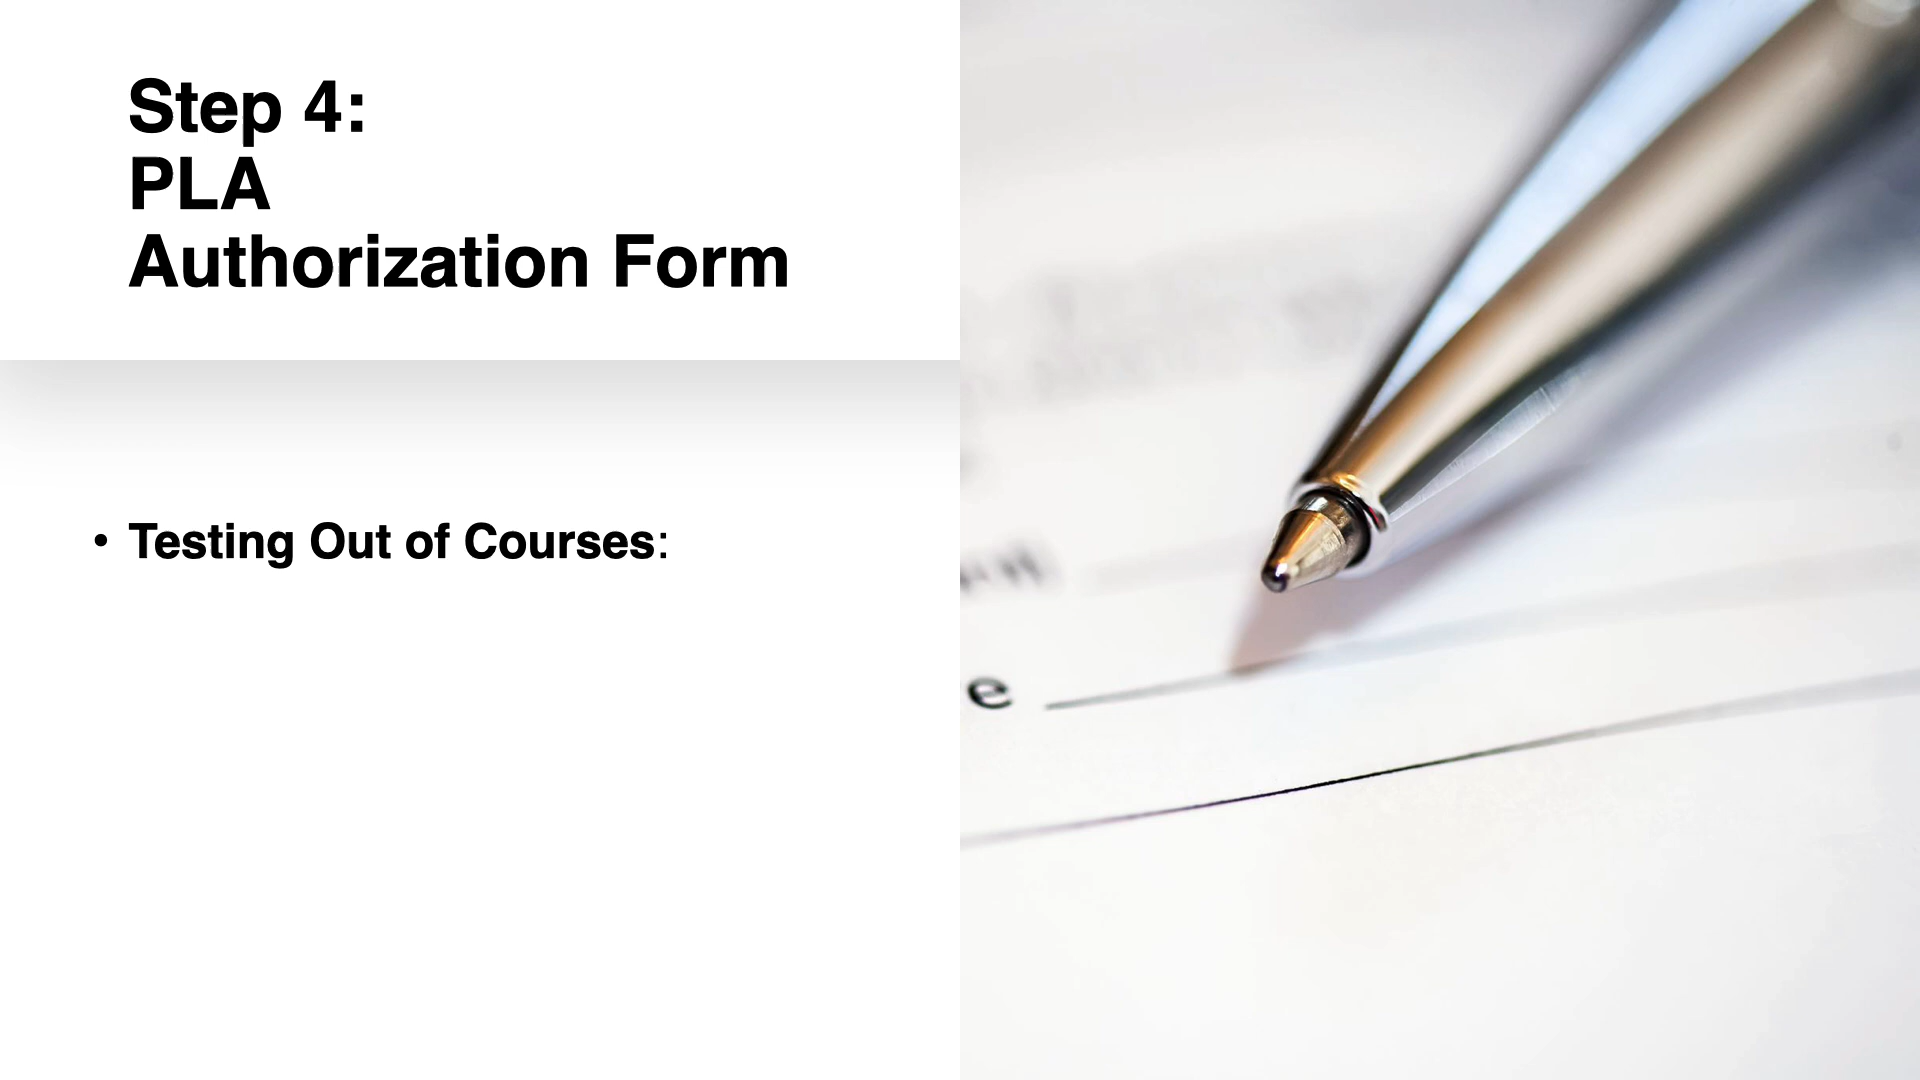 Step 4:
PLA
Authorization Form
• Testing Out of Courses:
e